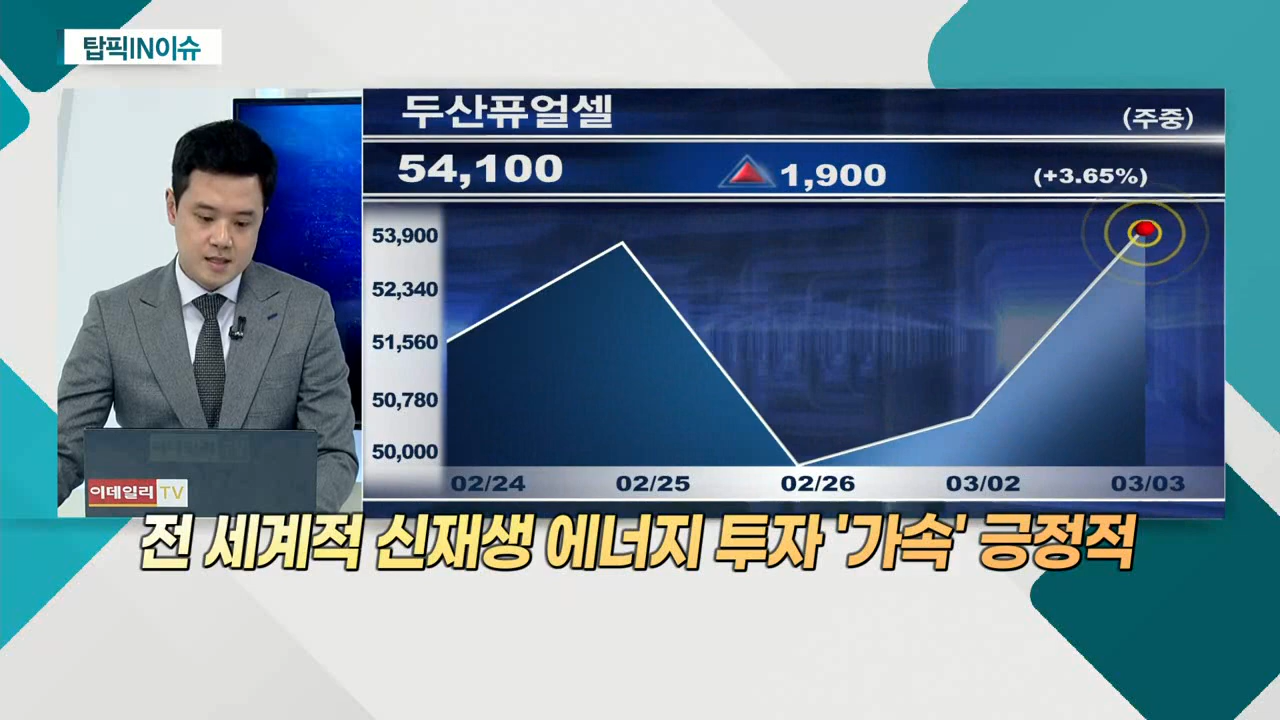 탑픽IN이슈
두산퓨얼셀
(주중)
54,100
1,900
(+3.65%)
53,900
52,340
51,560
50,780
50,000
02/24
02/25
02/26
03/02
03/03
이데일리TV
전 세계적 신재생 에너지 투자 '가속' 긍정적